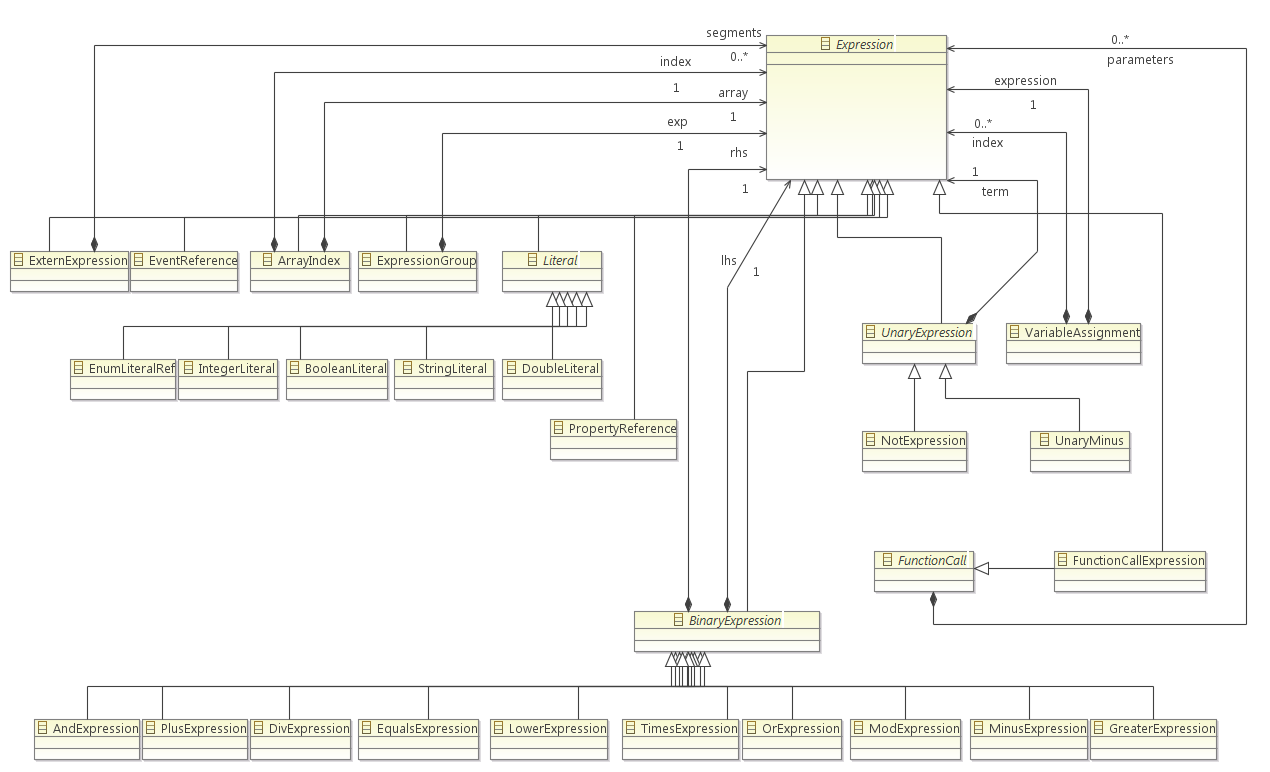 segments
Expression
0..*
parameters
0..*
index
1
expression
1
array
1
exp
1
0..*
index
rhs
1
1
term
lhs
1
ExternExpression
EventReference
ArrayIndex
ExpressionGroup
Literal
UnaryExpression
VariableAssignment
EnumLiteralRef
IntegerLiteral
BooleanLiteral
StringLiteral
DoubleLiteral
PropertyReference
NotExpression
UnaryMinus
FunctionCall
FunctionCallExpression
BinaryExpression
AndExpression
PlusExpression
DivExpression
EqualsExpression
LowerExpression
TimesExpression
OrExpression
ModExpression
MinusExpression
GreaterExpression